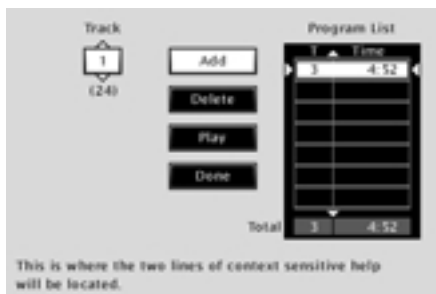 Track
1
(24)
Add
Delete
Play
Done
Program List
T Time
3 4:52
Total 3 4:52
This is where the two lines of context sensitive help
will be located.